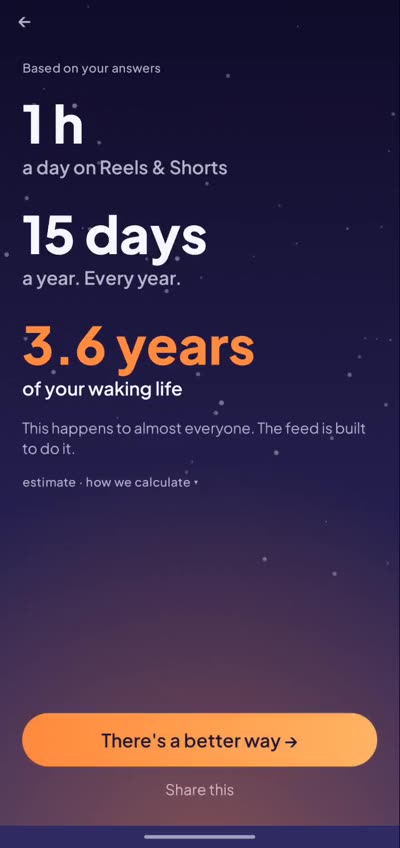 ←
Based on your answers
1 h
a day on Reels & Shorts
15 days
a year. Every year.
3.6 years
of your waking life
This happens to almost everyone. The feed is built
to do it.
estimate · how we calculate ▾
There's a better way →
Share this